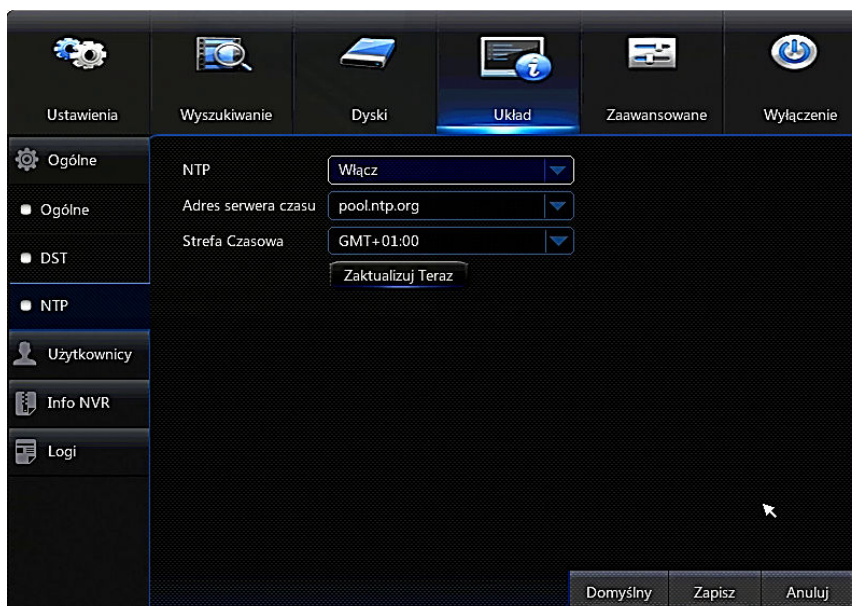 Ustawienia
Wyszukiwanie
Dyski
Układ
Zaawansowane
Wyłączenie
Ogólne
Ogólne
DST
NTP
Użytkownicy
Info NVR
Logi
NTP
Włącz
Adres serwera czasu
pool.ntp.org
Strefa Czasowa
GMT+01:00
Zaktualizuj Teraz
Domyślny
Zapisz
Anuluj